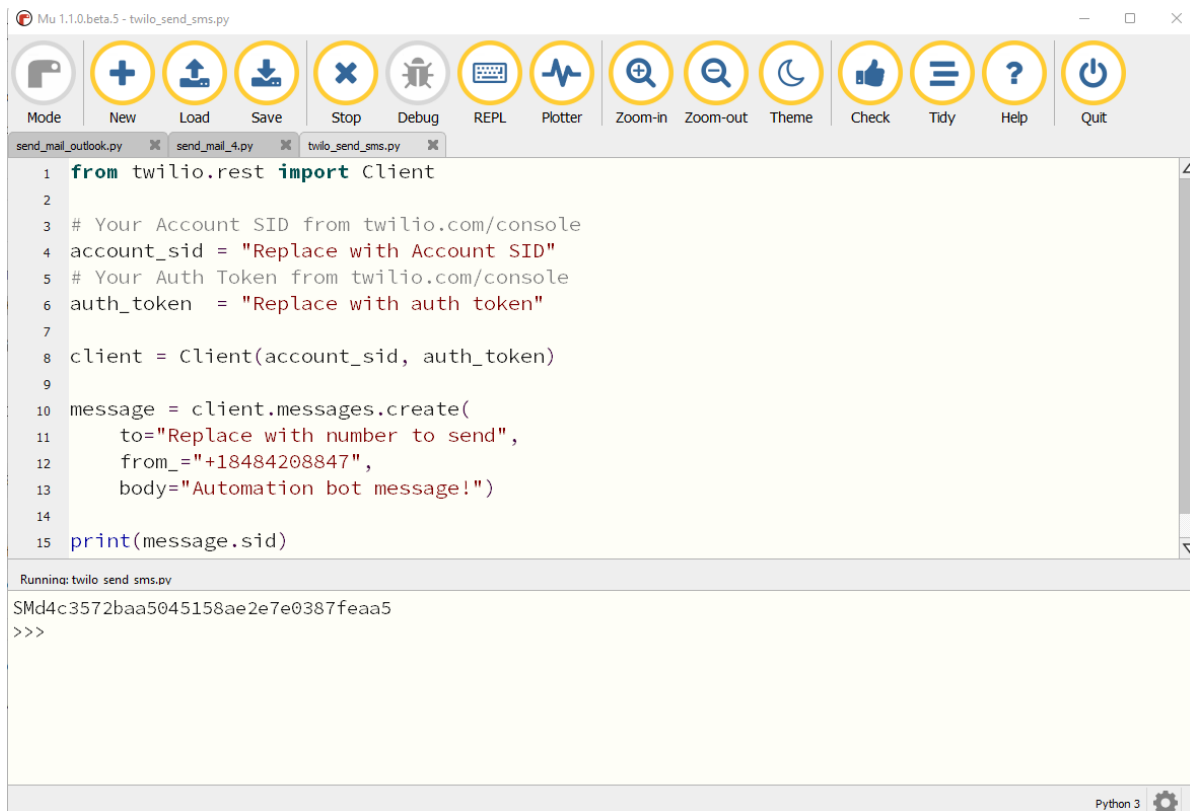 Mu 1.1.0.beta.5 - twilo_send_sms.py
Mode New Load Save Stop Debug REPL Plotter Zoom-in Zoom-out Theme Check Tidy Help Quit
send_mail_outlook.py send_mail_4.py twilo_send_sms.py
1 from twilio.rest import Client
2
3 # Your Account SID from twilio.com/console
4 account_sid = "Replace with Account SID"
5 # Your Auth Token from twilio.com/console
6 auth_token  = "Replace with auth token"
7
8 client = Client(account_sid, auth_token)
9
10 message = client.messages.create(
11     to="Replace with number to send",
12     from_="+18484208847",
13     body="Automation bot message!")
14
15 print(message.sid)
Running: twilo_send_sms.py
SMd4c3572baa5045158ae2e7e0387feaa5
>>>
Python 3